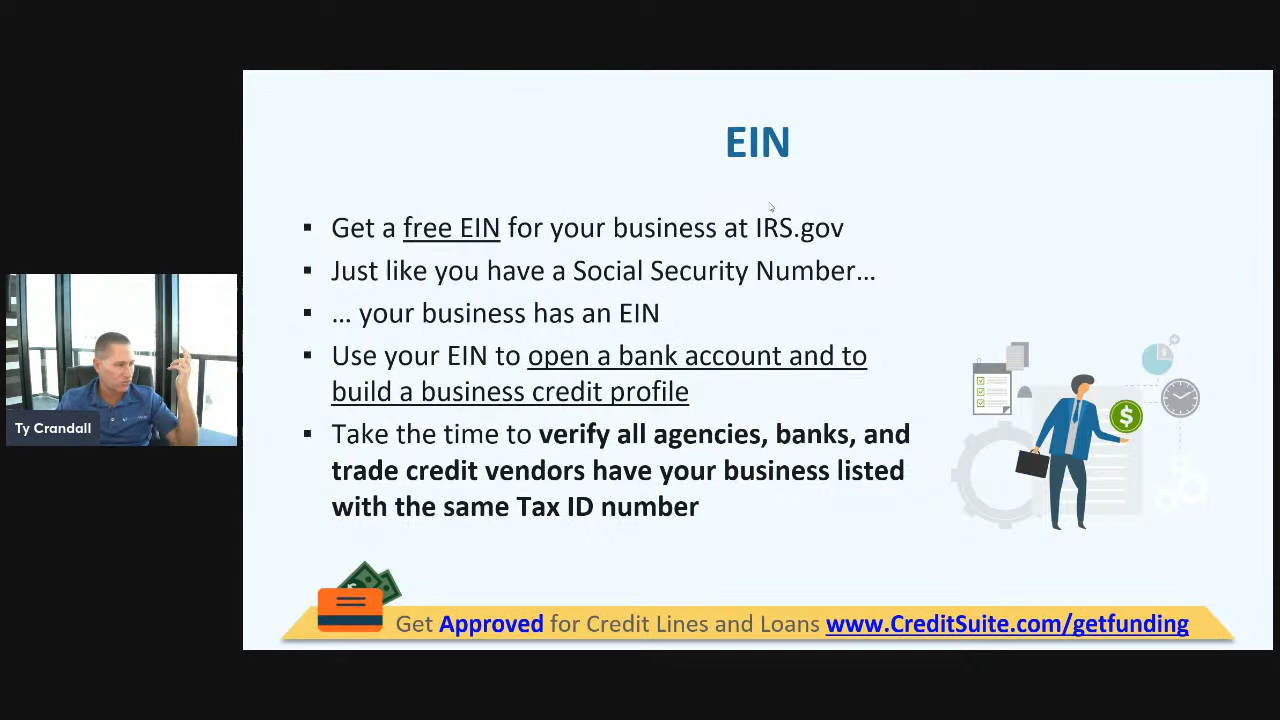 EIN
▪ Get a free EIN for your business at IRS.gov
▪ Just like you have a Social Security Number…
▪ … your business has an EIN
▪ Use your EIN to open a bank account and to
build a business credit profile
▪ Take the time to verify all agencies, banks, and
trade credit vendors have your business listed
with the same Tax ID number
Ty Crandall
Get Approved for Credit Lines and Loans www.CreditSuite.com/getfunding